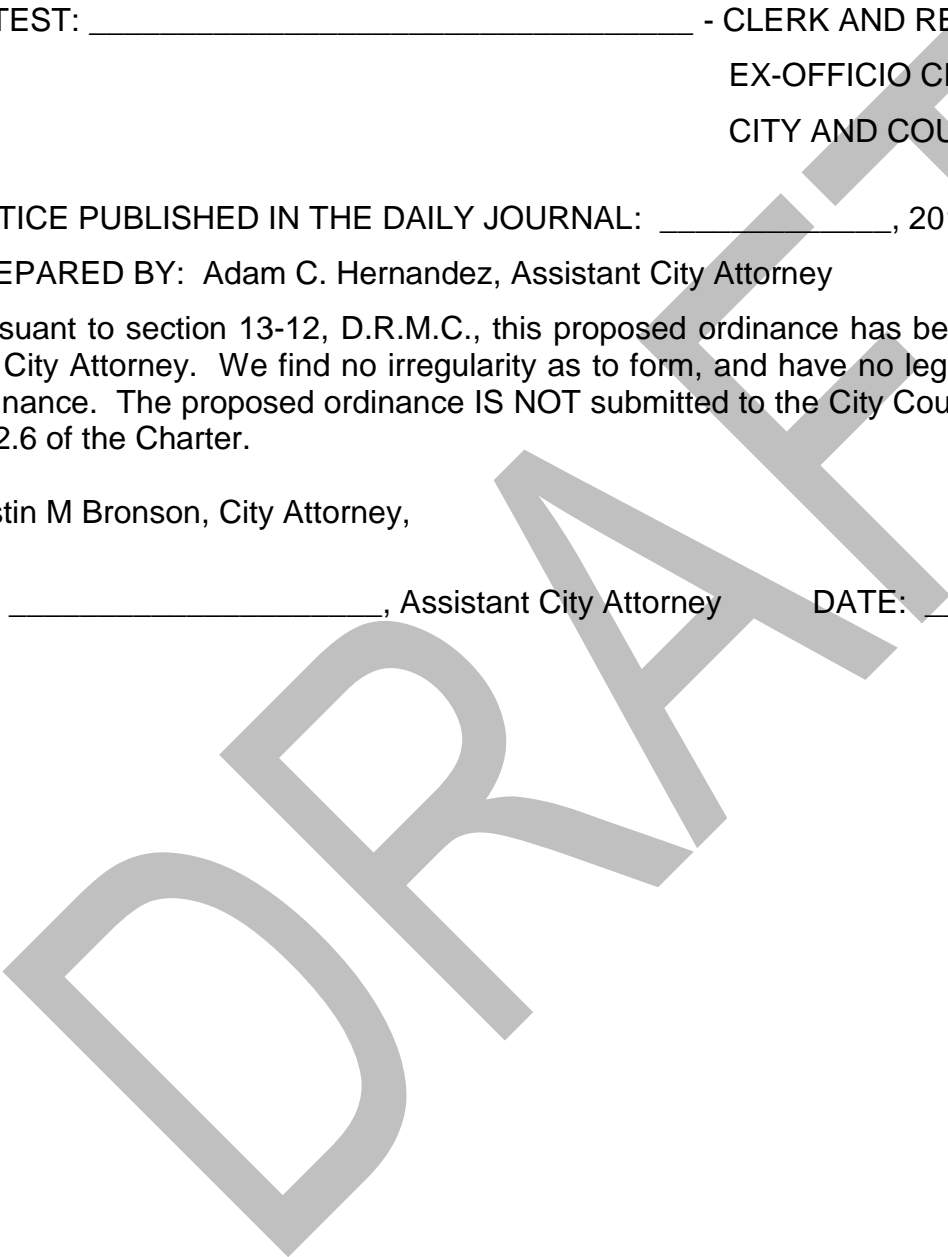 TEST: __________________________________ - CLERK AND RE
EX-OFFICIO CL
CITY AND COU
TICE PUBLISHED IN THE DAILY JOURNAL: _____________, 201
EPARED BY: Adam C. Hernandez, Assistant City Attorney
suant to section 13-12, D.R.M.C., this proposed ordinance has be
City Attorney. We find no irregularity as to form, and have no leg
nance. The proposed ordinance IS NOT submitted to the City Cou
2.6 of the Charter.
stin M Bronson, City Attorney,
_____________________, Assistant City Attorney DATE: __
DRAFT